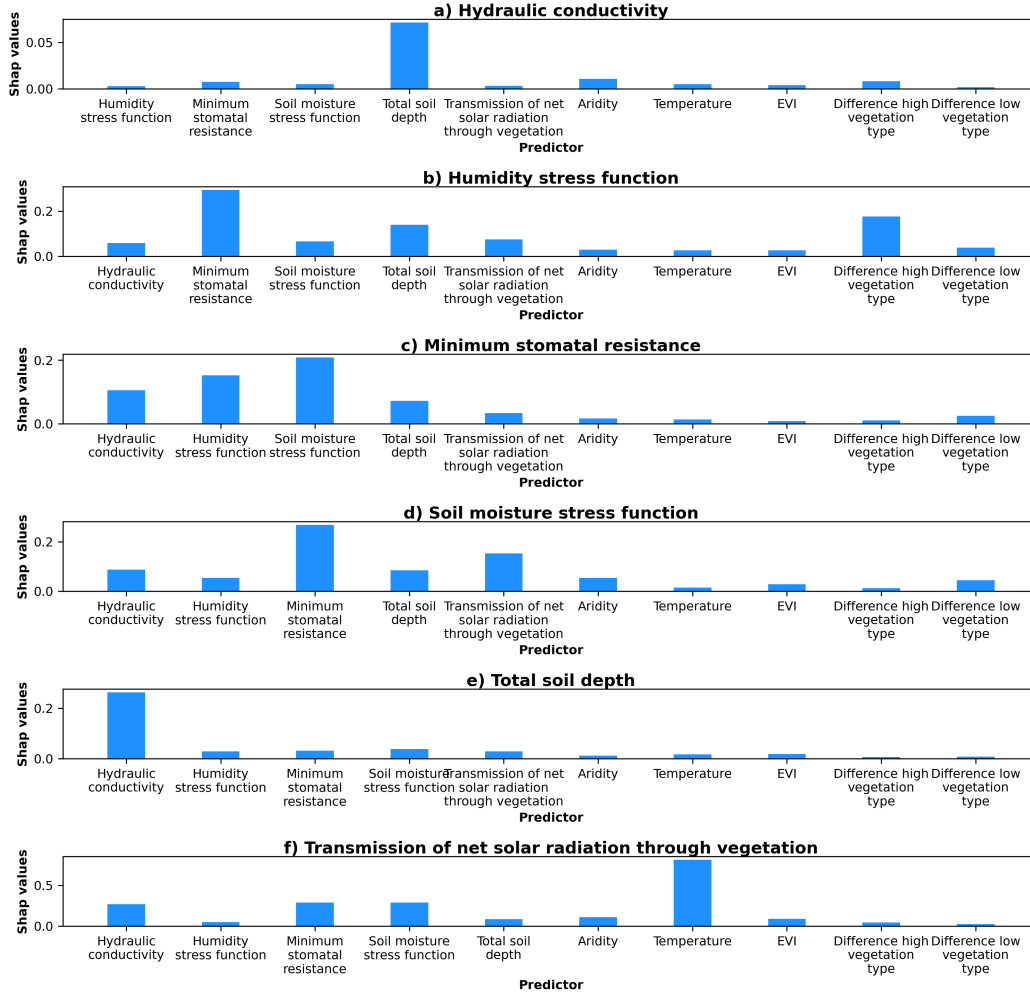 a) Hydraulic conductivity
Shap values
0.05
0.00
Humidity Minimum Soil moisture Total soil Transmission of net Aridity Temperature EVI Difference high Difference low
stress function stomatal stress function depth solar radiation vegetation vegetation
resistance through vegetation type type
Predictor
b) Humidity stress function
Shap values
0.2
0.0
Hydraulic Minimum Soil moisture Total soil Transmission of net Aridity Temperature EVI Difference high Difference low
conductivity stomatal stress function depth solar radiation vegetation vegetation
resistance through vegetation type type
Predictor
c) Minimum stomatal resistance
Shap values
0.2
0.0
Hydraulic Humidity Soil moisture Total soil Transmission of net Aridity Temperature EVI Difference high Difference low
conductivity stress function stress function depth solar radiation vegetation vegetation
through vegetation type type
Predictor
d) Soil moisture stress function
Shap values
0.2
0.0
Hydraulic Humidity Minimum Total soil Transmission of net Aridity Temperature EVI Difference high Difference low
conductivity stress function stomatal depth solar radiation vegetation vegetation
resistance through vegetation type type
Predictor
e) Total soil depth
Shap values
0.2
0.0
Hydraulic Humidity Minimum Soil moisture Transmission of net Aridity Temperature EVI Difference high Difference low
conductivity stress function stomatal stress function solar radiation vegetation vegetation
resistance through vegetation type type
Predictor
f) Transmission of net solar radiation through vegetation
Shap values
0.5
0.0
Hydraulic Humidity Minimum Soil moisture Total soil Aridity Temperature EVI Difference high Difference low
conductivity stress function stomatal stress function depth vegetation vegetation
resistance type type
Predictor